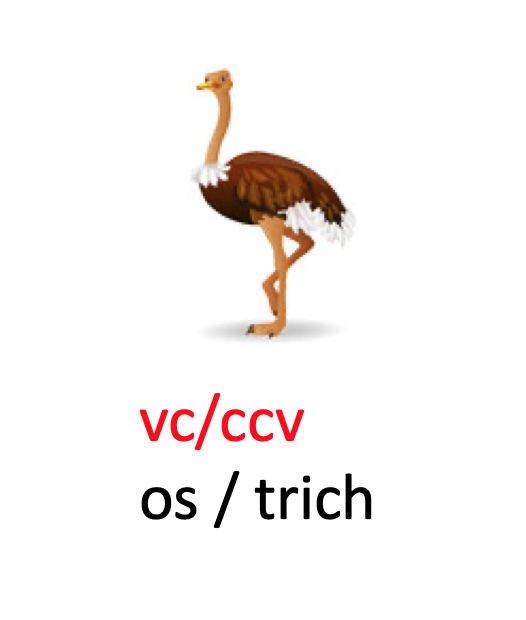 vc/ccv
os / trich